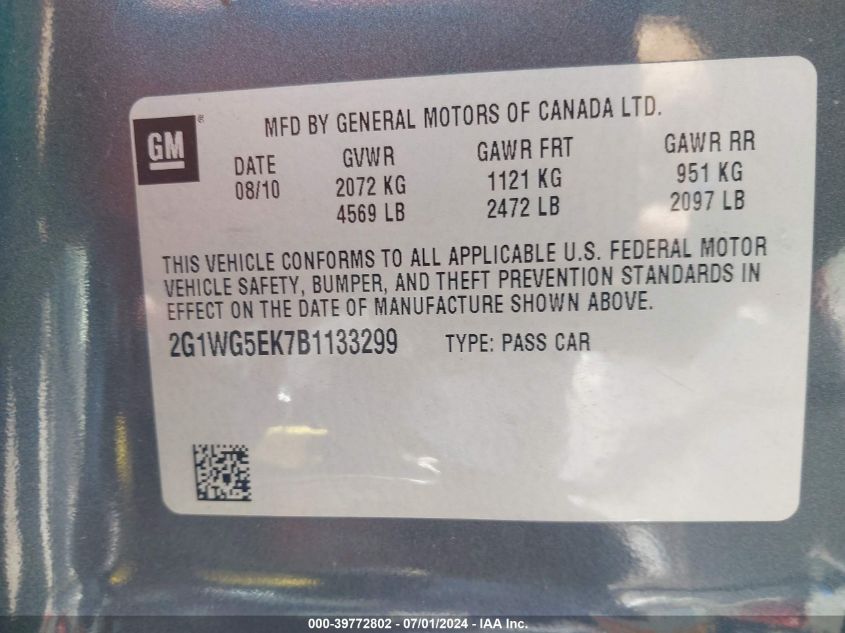 GM ®
MFD BY GENERAL MOTORS OF CANADA LTD.
DATE GVWR GAWR FRT GAWR RR
08/10 2072 KG 1121 KG 951 KG
4569 LB 2472 LB 2097 LB
THIS VEHICLE CONFORMS TO ALL APPLICABLE U.S. FEDERAL MOTOR
VEHICLE SAFETY, BUMPER, AND THEFT PREVENTION STANDARDS IN
EFFECT ON THE DATE OF MANUFACTURE SHOWN ABOVE.
2G1WG5EK7B1133299 TYPE: PASS CAR
000-39772802 - 07/01/2024 - IAA Inc.